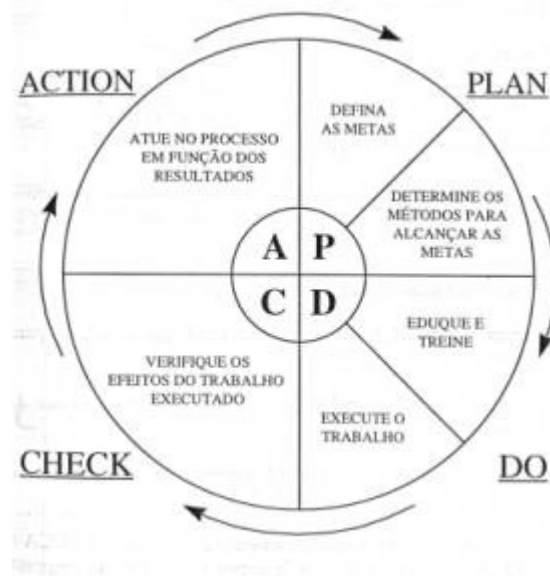 ACTION
PLAN
DEFINA
AS METAS
ATUE NO PROCESSO
EM FUNÇÃO DOS
RESULTADOS
DETERMINE OS
MÉTODOS PARA
ALCANÇAR AS
METAS
A P
C D
EDUQUE E
TREINE
VERIFIQUE OS
EFEITOS DO TRABALHO
EXECUTADO
EXECUTE O
TRABALHO
CHECK
DO